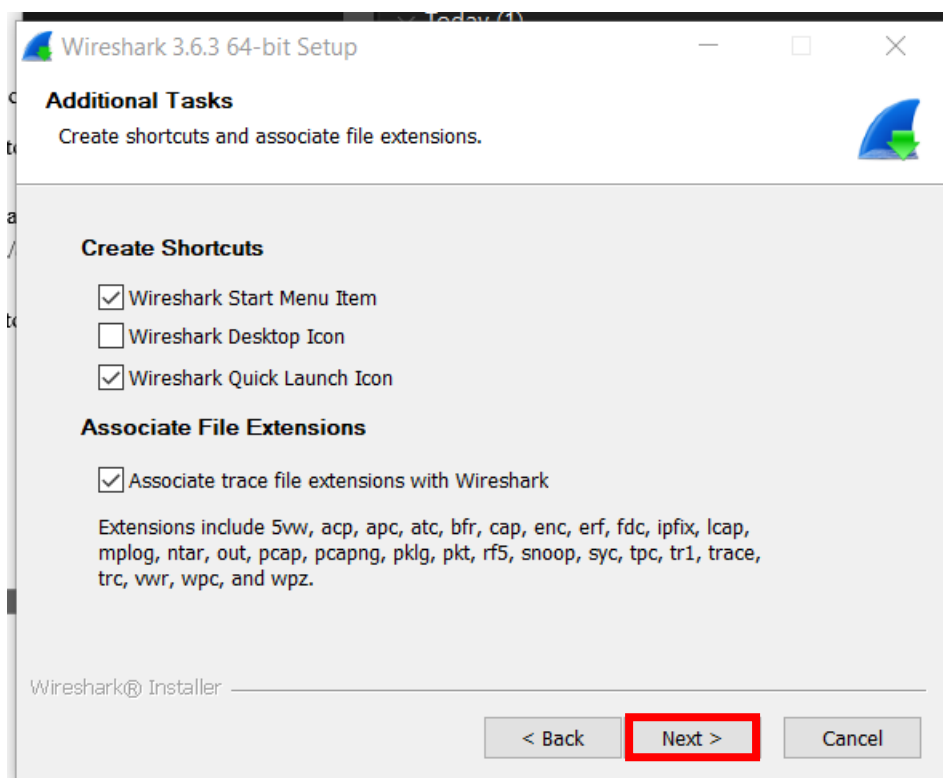 Today (1)
Wireshark 3.6.3 64-bit Setup
Additional Tasks
Create shortcuts and associate file extensions.
Create Shortcuts
Wireshark Start Menu Item
Wireshark Desktop Icon
Wireshark Quick Launch Icon
Associate File Extensions
Associate trace file extensions with Wireshark
Extensions include 5vw, acp, apc, atc, bfr, cap, enc, erf, fdc, ipfix, lcap,
mplog, ntar, out, pcap, pcapng, pklg, pkt, rf5, snoop, syc, tpc, tr1, trace,
trc, vwr, wpc, and wpz.
Wireshark® Installer
< Back Next > Cancel